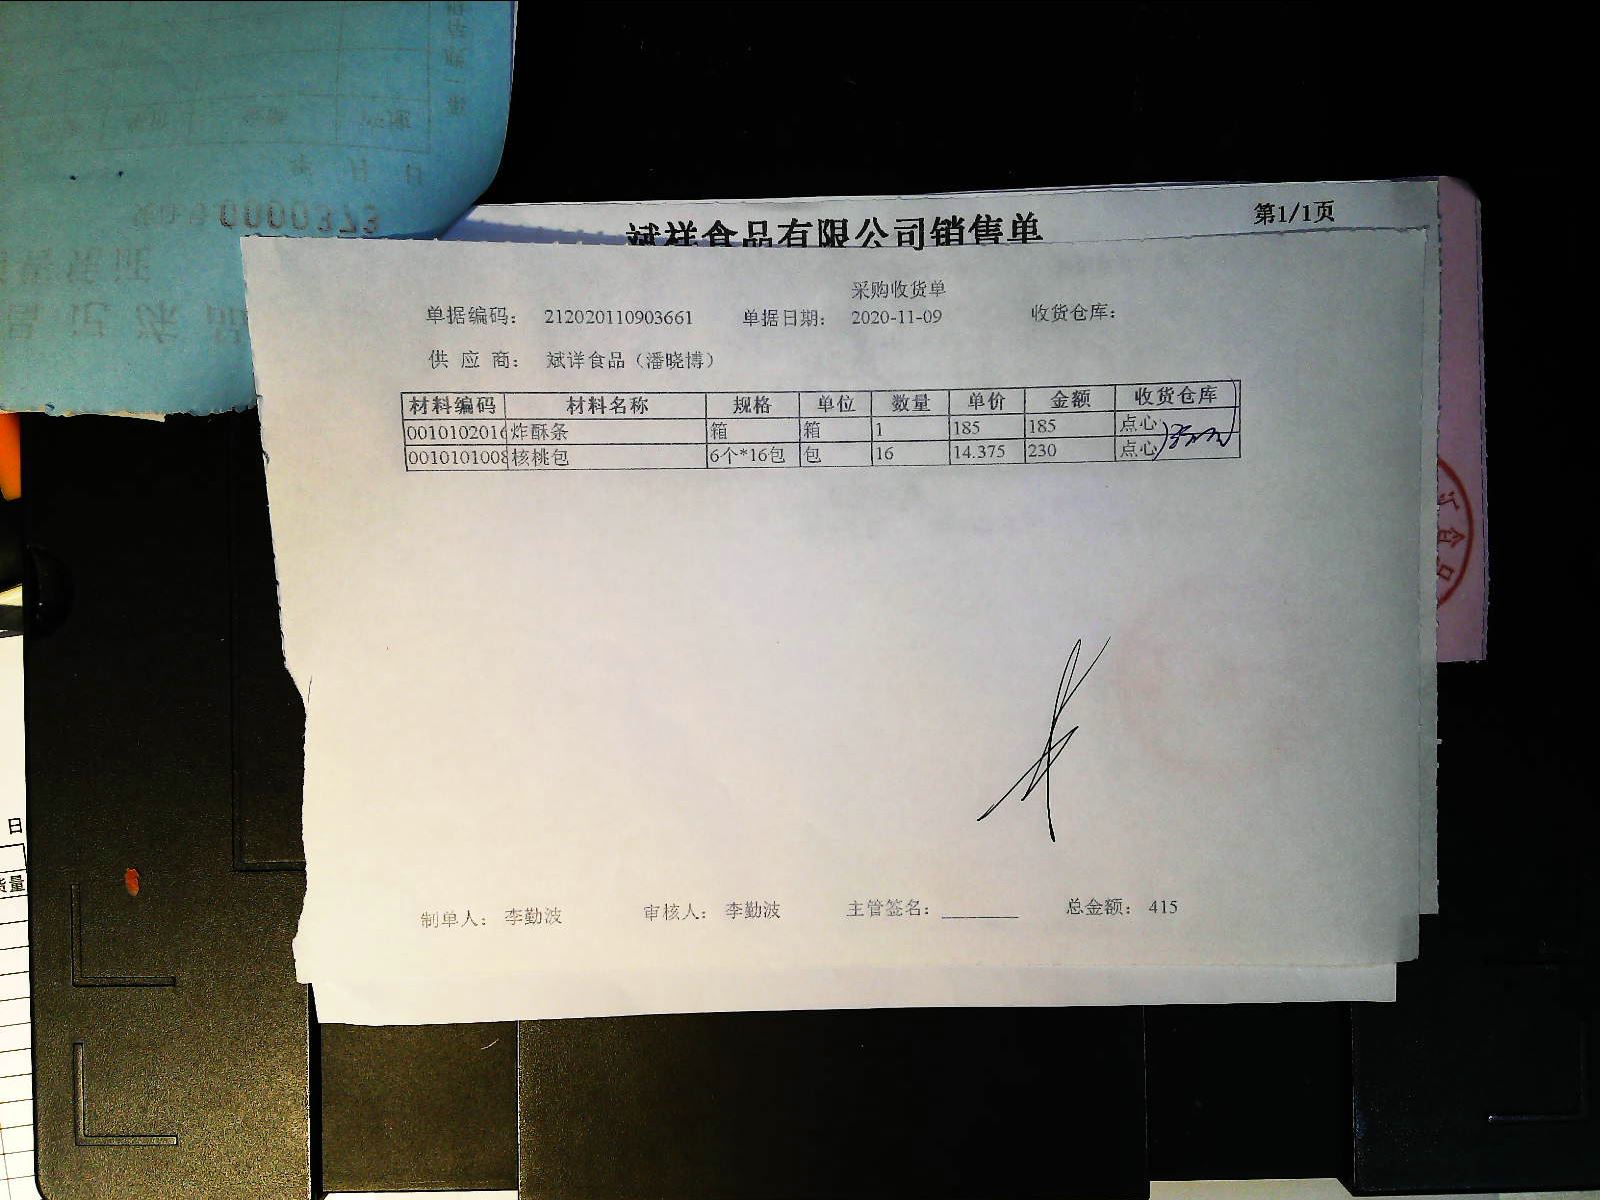 斌祥食品有限公司销售单 第1/1页
采购收货单
单据编码: 212020110903661 单据日期: 2020-11-09 收货仓库:
供 应 商: 斌详食品(潘晓博)
材料编码 材料名称 规格 单位 数量 单价 金额 收货仓库
0010102016 炸酥条 箱 箱 1 185 185 点心
0010101008 核桃包 6个*16包 包 16 14.375 230 点心
制单人: 李勤波 审核人: 李勤波 主管签名: ________ 总金额: 415
0000373
日
货量